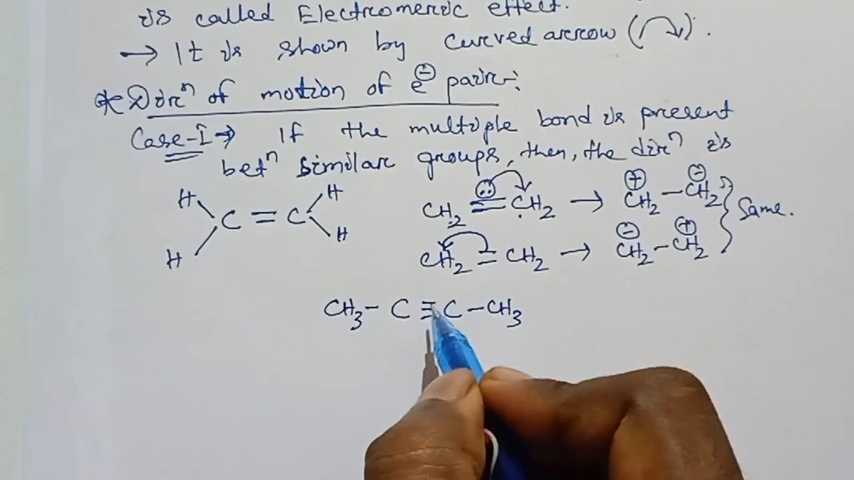 is called Electromeric effect.
→ It is shown by curved arrow (↷).
* Dirⁿ of motion of e⊖ pair:
Case-I → If the multiple bond is present
betⁿ similar groups, then, the dirⁿ is
H H
C = C
H H
CH₂ = CH₂ → ⊕CH₂ – ⊖CH₂
CH₂ = CH₂ → ⊖CH₂ – ⊕CH₂
Same.
CH₃ – C ≡ C – CH₃